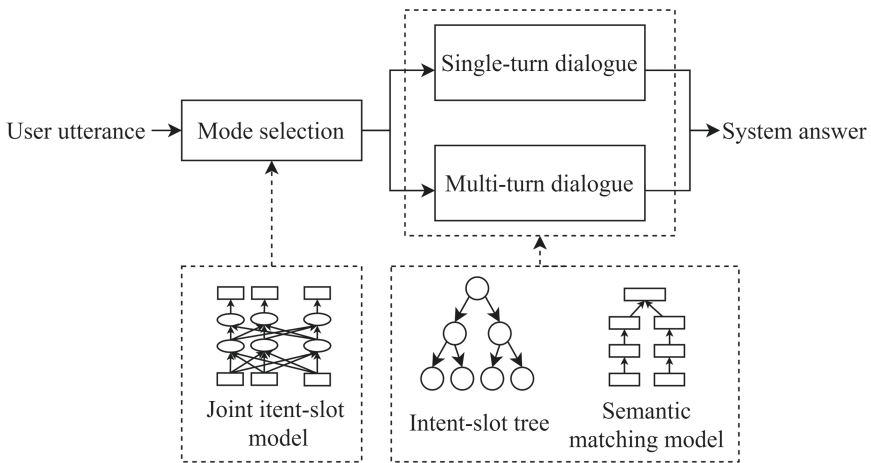 Single-turn dialogue
User utterance
Mode selection
System answer
Multi-turn dialogue
Joint itent-slot
model
Intent-slot tree
Semantic
matching model